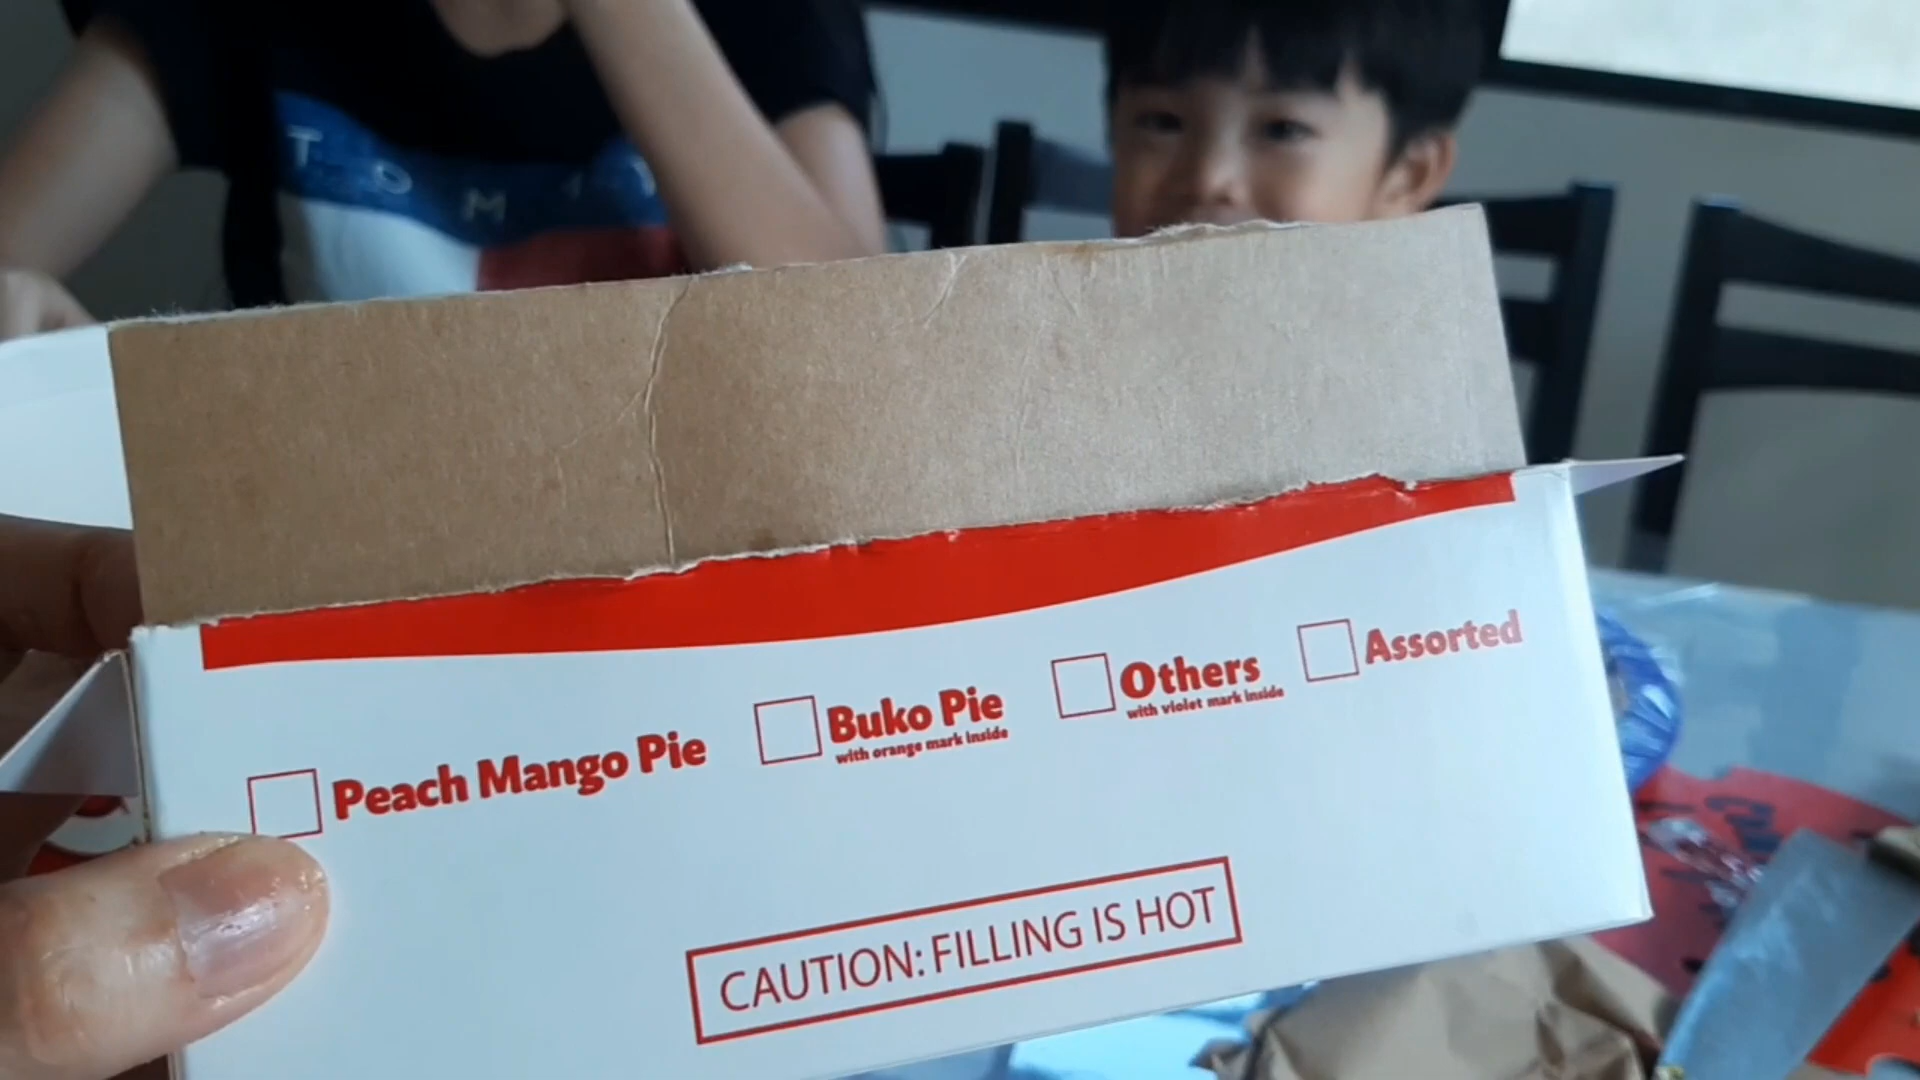 TOMMY
Peach Mango Pie
Buko Pie
with orange mark inside
Others
with violet mark inside
Assorted
CAUTION: FILLING IS HOT